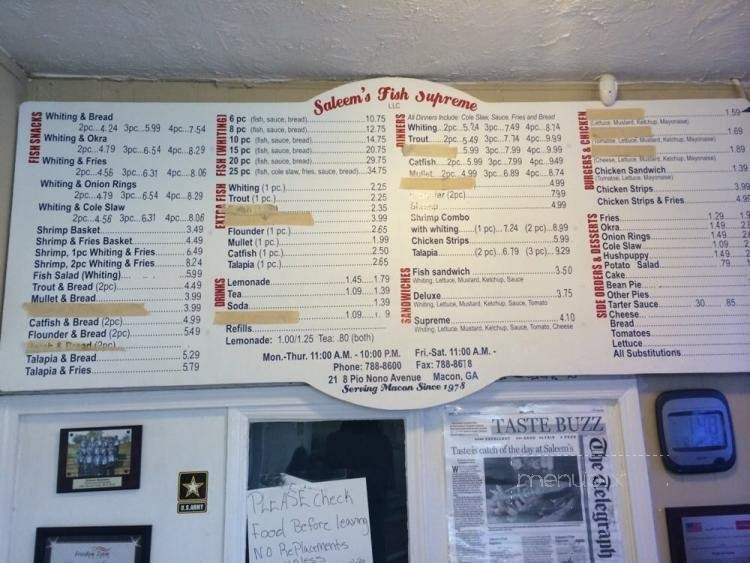 Saleem's Fish Supreme
LLC
FISH SNACKS
Whiting & Bread
2pc...4.24 3pc...5.99 4pc...7.54
Whiting & Okra
2pc...4.79 3pc...6.54 4pc...8.29
Whiting & Fries
2pc...4.56 3pc...6.31 4pc...8.06
Whiting & Onion Rings
2pc...4.79 3pc...6.54 4pc...8.29
Whiting & Cole Slaw
2pc...4.56 3pc...6.31 4pc...8.06
Shrimp Basket 3.49
Shrimp & Fries Basket 4.49
Shrimp, 1pc Whiting & Fries 6.49
Shrimp, 2pc Whiting & Fries 8.24
Fish Salad (Whiting) 5.99
Trout & Bread (2pc) 4.49
Mullet & Bread 3.99
3.99
Catfish & Bread (2pc) 4.99
Flounder & Bread (2pc) 5.49
& Bread (2pc)
Talapia & Bread 5.29
Talapia & Fries 5.79
FISH (WHITING)
6 pc (fish, sauce, bread) 10.75
8 pc (fish, sauce, bread) 12.75
10 pc (fish, sauce, bread) 14.75
15 pc (fish, sauce, bread) 20.75
20 pc (fish, sauce, bread) 29.75
25 pc (fish, cole slaw, fries, sauce, bread) 34.75
EXTRA FISH
Whiting (1 pc.) 2.25
Trout (1 pc.) 2.25
2.35
3.99
Flounder (1 pc.) 2.65
Mullet (1 pc.) 1.99
Catfish (1 pc.) 2.50
Talapia (1 pc.) 2.65
DRINKS
Lemonade 1.45 1.79
Tea 1.09 1.39
Soda 1.39
1.09
Refills
Lemonade: 1.00/1.25 Tea: .80 (both)
DINNERS
All Dinners Include: Cole Slaw, Sauce, Fries and Bread
Whiting 2pc...5.74 3pc...7.49 4pc...8.74
Trout 2pc...5.49 3pc...7.74 4pc...9.99
5.99 3pc...7.99 4pc...9.99
Catfish 2pc...5.99 3pc...7.99 4pc...9.49
Mullet 2pc...4.99 3pc...6.89 4pc...8.74
4.99
(2pc) 7.99
4.99
Shrimp Combo
with whiting (1 pc) ..7.24 (2 pc) ..8.99
Chicken Strips 5.99
Talapia (2 pc) ..6.79 (3 pc)...9.29
SANDWICHES
Fish sandwich 3.50
Whiting, Lettuce, Mustard, Ketchup, Sauce
Deluxe 3.75
Whiting, Lettuce, Mustard, Ketchup, Sauce, Tomato
Supreme 4.10
Whiting, Lettuce, Mustard, Ketchup, Sauce, Tomato, Cheese
BURGERS & CHICKEN
1.59
(Lettuce, Mustard, Ketchup, Mayonaise)
1.69
(Tomatoe, Lettuce, Mustard, Ketchup, Mayonaise)
1.89
(Cheese, Lettuce, Mustard, Ketchup, Mayonaise)
Chicken Sandwich 1.39
(Tomatoe, Lettuce, Mustard, Ketchup, Mayonaise)
Chicken Strips 3.99
Chicken Strips & Fries 4.99
SIDE ORDERS & DESSERTS
Fries 1.29
Okra 1.49
Onion Rings 1.49
Cole Slaw 1.09
Hushpuppy 1.49
Potato Salad .79
Cake
Bean Pie
Other Pies
Tarter Sauce .30 .85
Cheese
Bread
Tomatoes
Lettuce
All Substitutions
Mon.-Thur. 11:00 A.M. - 10:00 P.M. Fri.-Sat. 11:00 A.M. -
Phone: 788-8600 Fax: 788-8678
21 8 Pio Nono Avenue Macon, GA
Serving Macon Since 1978
U.S.ARMY
PLEASE Check
Food Before leaving
NO Replacements
TASTE BUZZ
Taste is catch of the day at Saleem's
The Telegraph
menupix